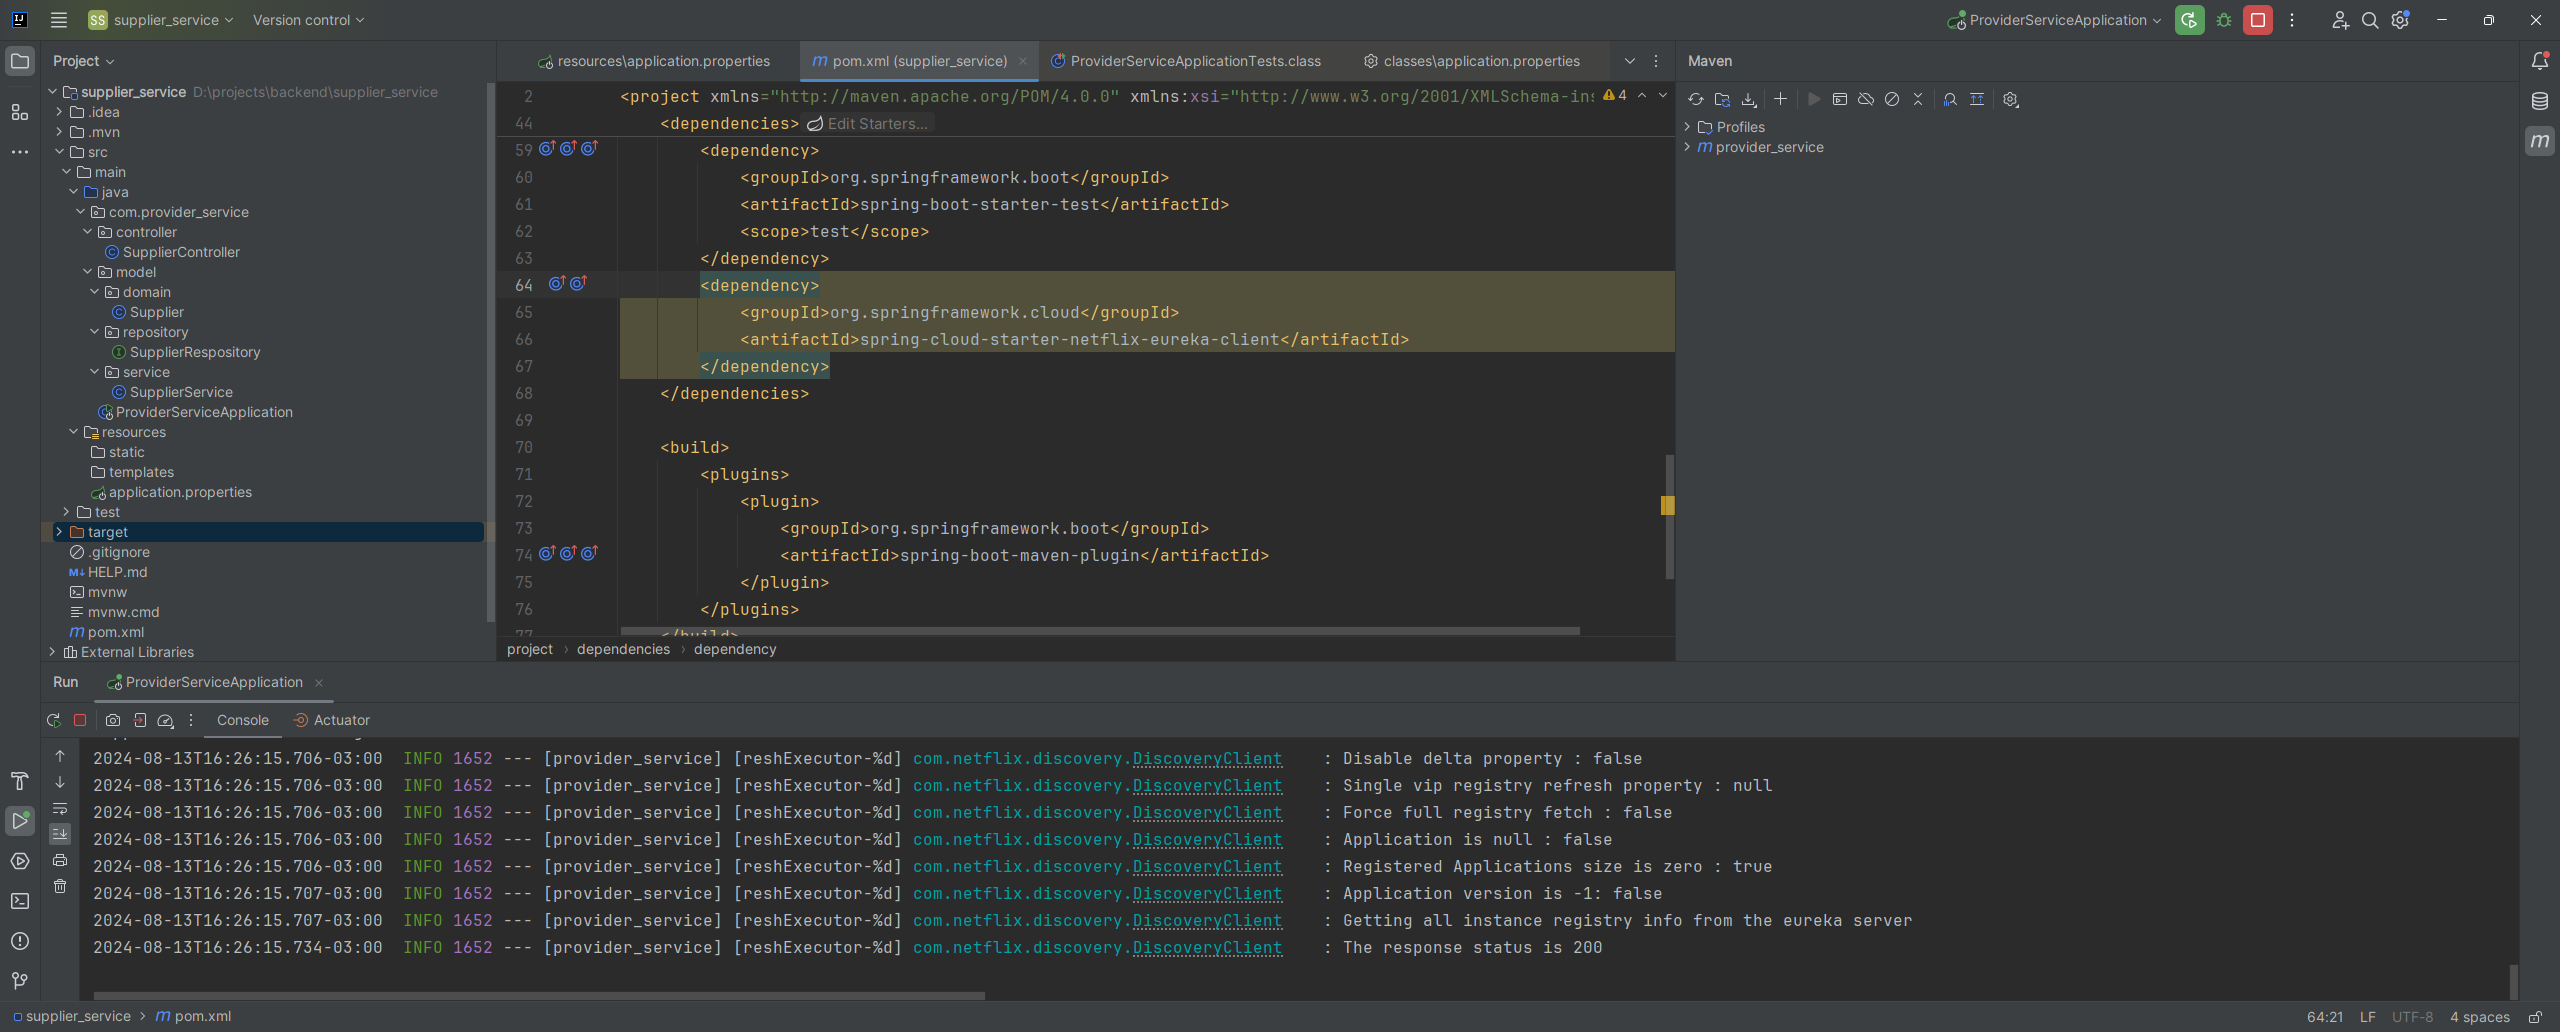 SS supplier_service Version control ProviderServiceApplication
Project
supplier_service D:\projects\backend\supplier_service
.idea
.mvn
src
main
java
com.provider_service
controller
SupplierController
model
domain
Supplier
repository
SupplierRespository
service
SupplierService
ProviderServiceApplication
resources
static
templates
application.properties
test
target
.gitignore
HELP.md
mvnw
mvnw.cmd
pom.xml
External Libraries
resources\application.properties pom.xml (supplier_service) ProviderServiceApplicationTests.class classes\application.properties
2 <project xmlns="http://maven.apache.org/POM/4.0.0" xmlns:xsi="http://www.w3.org/2001/XMLSchema-ins 4
44 <dependencies> Edit Starters...
59 <dependency>
60 <groupId>org.springframework.boot</groupId>
61 <artifactId>spring-boot-starter-test</artifactId>
62 <scope>test</scope>
63 </dependency>
64 <dependency>
65 <groupId>org.springframework.cloud</groupId>
66 <artifactId>spring-cloud-starter-netflix-eureka-client</artifactId>
67 </dependency>
68 </dependencies>
69
70 <build>
71 <plugins>
72 <plugin>
73 <groupId>org.springframework.boot</groupId>
74 <artifactId>spring-boot-maven-plugin</artifactId>
75 </plugin>
76 </plugins>
77 </build>
project › dependencies › dependency
Maven
Profiles
provider_service
Run ProviderServiceApplication
Console Actuator
2024-08-13T16:26:15.706-03:00 INFO 1652 --- [provider_service] [reshExecutor-%d] com.netflix.discovery.DiscoveryClient : Disable delta property : false
2024-08-13T16:26:15.706-03:00 INFO 1652 --- [provider_service] [reshExecutor-%d] com.netflix.discovery.DiscoveryClient : Single vip registry refresh property : null
2024-08-13T16:26:15.706-03:00 INFO 1652 --- [provider_service] [reshExecutor-%d] com.netflix.discovery.DiscoveryClient : Force full registry fetch : false
2024-08-13T16:26:15.706-03:00 INFO 1652 --- [provider_service] [reshExecutor-%d] com.netflix.discovery.DiscoveryClient : Application is null : false
2024-08-13T16:26:15.706-03:00 INFO 1652 --- [provider_service] [reshExecutor-%d] com.netflix.discovery.DiscoveryClient : Registered Applications size is zero : true
2024-08-13T16:26:15.707-03:00 INFO 1652 --- [provider_service] [reshExecutor-%d] com.netflix.discovery.DiscoveryClient : Application version is -1: false
2024-08-13T16:26:15.707-03:00 INFO 1652 --- [provider_service] [reshExecutor-%d] com.netflix.discovery.DiscoveryClient : Getting all instance registry info from the eureka server
2024-08-13T16:26:15.734-03:00 INFO 1652 --- [provider_service] [reshExecutor-%d] com.netflix.discovery.DiscoveryClient : The response status is 200
supplier_service › pom.xml 64:21 LF UTF-8 4 spaces